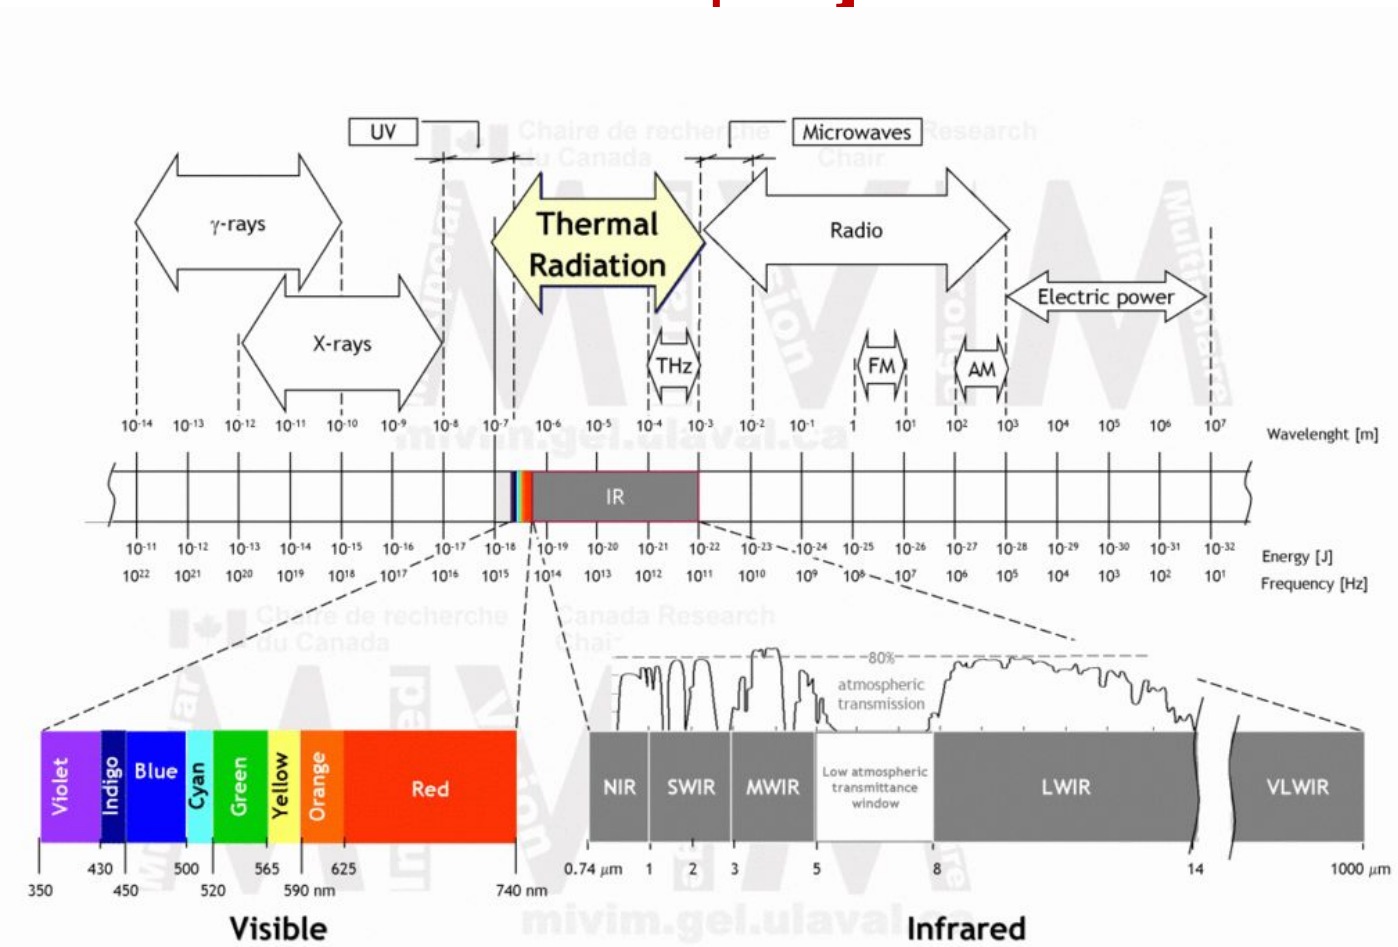 UV
Microwaves
Chaire de recherche
du Canada
Research
Chair
γ-rays
Thermal
Radiation
Radio
Electric power
X-rays
THz
FM
AM
10⁻¹⁴ 10⁻¹³ 10⁻¹² 10⁻¹¹ 10⁻¹⁰ 10⁻⁹ 10⁻⁸ 10⁻⁷ 10⁻⁶ 10⁻⁵ 10⁻⁴ 10⁻³ 10⁻² 10⁻¹ 1 10¹ 10² 10³ 10⁴ 10⁵ 10⁶ 10⁷
Wavelenght [m]
mivim.gel.ulaval.ca
IR
10⁻¹¹ 10⁻¹² 10⁻¹³ 10⁻¹⁴ 10⁻¹⁵ 10⁻¹⁶ 10⁻¹⁷ 10⁻¹⁸ 10⁻¹⁹ 10⁻²⁰ 10⁻²¹ 10⁻²² 10⁻²³ 10⁻²⁴ 10⁻²⁵ 10⁻²⁶ 10⁻²⁷ 10⁻²⁸ 10⁻²⁹ 10⁻³⁰ 10⁻³¹ 10⁻³²
Energy [J]
10²² 10²¹ 10²⁰ 10¹⁹ 10¹⁸ 10¹⁷ 10¹⁶ 10¹⁵ 10¹⁴ 10¹³ 10¹² 10¹¹ 10¹⁰ 10⁹ 10⁸ 10⁷ 10⁶ 10⁵ 10⁴ 10³ 10² 10¹
Frequency [Hz]
Chaire de recherche
du Canada
Canada Research
Chair
80%
atmospheric
transmission
Violet
Indigo
Blue
Cyan
Green
Yellow
Orange
Red
NIR
SWIR
MWIR
Low atmospheric
transmittance
window
LWIR
VLWIR
430 500 565 625
350 450 520 590 nm 740 nm
0.74 μm 1 2 3 5 8 14 1000 μm
Visible
Infrared
mivim.gel.ulaval.ca